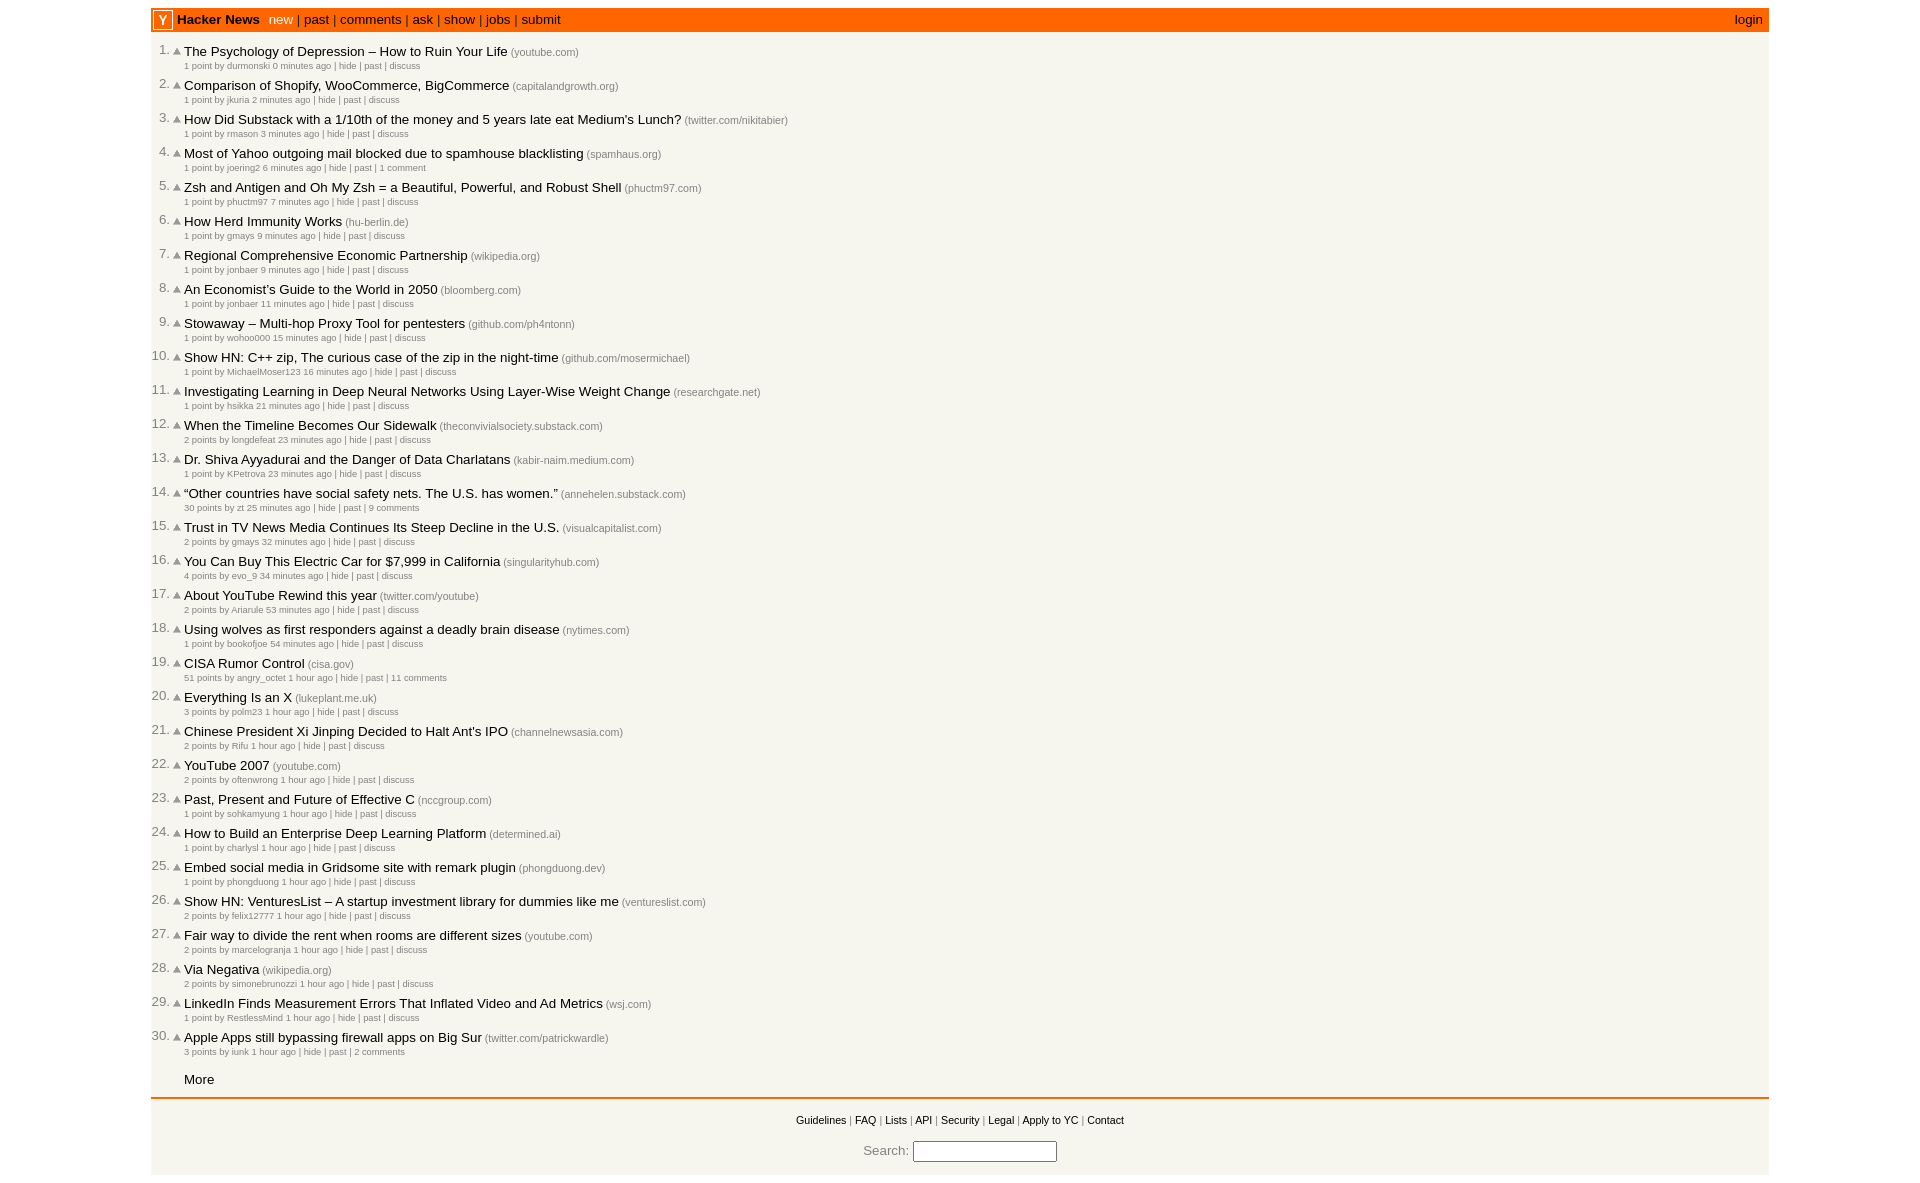 Y Hacker News new | past | comments | ask | show | jobs | submit login
1. The Psychology of Depression – How to Ruin Your Life (youtube.com)
1 point by durmonski 0 minutes ago | hide | past | discuss
2. Comparison of Shopify, WooCommerce, BigCommerce (capitalandgrowth.org)
1 point by jkuria 2 minutes ago | hide | past | discuss
3. How Did Substack with a 1/10th of the money and 5 years late eat Medium's Lunch? (twitter.com/nikitabier)
1 point by rmason 3 minutes ago | hide | past | discuss
4. Most of Yahoo outgoing mail blocked due to spamhouse blacklisting (spamhaus.org)
1 point by joering2 6 minutes ago | hide | past | 1 comment
5. Zsh and Antigen and Oh My Zsh = a Beautiful, Powerful, and Robust Shell (phuctm97.com)
1 point by phuctm97 7 minutes ago | hide | past | discuss
6. How Herd Immunity Works (hu-berlin.de)
1 point by gmays 9 minutes ago | hide | past | discuss
7. Regional Comprehensive Economic Partnership (wikipedia.org)
1 point by jonbaer 9 minutes ago | hide | past | discuss
8. An Economist’s Guide to the World in 2050 (bloomberg.com)
1 point by jonbaer 11 minutes ago | hide | past | discuss
9. Stowaway – Multi-hop Proxy Tool for pentesters (github.com/ph4ntonn)
1 point by wohoo000 15 minutes ago | hide | past | discuss
10. Show HN: C++ zip, The curious case of the zip in the night-time (github.com/mosermichael)
1 point by MichaelMoser123 16 minutes ago | hide | past | discuss
11. Investigating Learning in Deep Neural Networks Using Layer-Wise Weight Change (researchgate.net)
1 point by hsikka 21 minutes ago | hide | past | discuss
12. When the Timeline Becomes Our Sidewalk (theconvivialsociety.substack.com)
2 points by longdefeat 23 minutes ago | hide | past | discuss
13. Dr. Shiva Ayyadurai and the Danger of Data Charlatans (kabir-naim.medium.com)
1 point by KPetrova 23 minutes ago | hide | past | discuss
14. “Other countries have social safety nets. The U.S. has women.” (annehelen.substack.com)
30 points by zt 25 minutes ago | hide | past | 9 comments
15. Trust in TV News Media Continues Its Steep Decline in the U.S. (visualcapitalist.com)
2 points by gmays 32 minutes ago | hide | past | discuss
16. You Can Buy This Electric Car for $7,999 in California (singularityhub.com)
4 points by evo_9 34 minutes ago | hide | past | discuss
17. About YouTube Rewind this year (twitter.com/youtube)
2 points by Ariarule 53 minutes ago | hide | past | discuss
18. Using wolves as first responders against a deadly brain disease (nytimes.com)
1 point by bookofjoe 54 minutes ago | hide | past | discuss
19. CISA Rumor Control (cisa.gov)
51 points by angry_octet 1 hour ago | hide | past | 11 comments
20. Everything Is an X (lukeplant.me.uk)
3 points by polm23 1 hour ago | hide | past | discuss
21. Chinese President Xi Jinping Decided to Halt Ant's IPO (channelnewsasia.com)
2 points by Rifu 1 hour ago | hide | past | discuss
22. YouTube 2007 (youtube.com)
2 points by oftenwrong 1 hour ago | hide | past | discuss
23. Past, Present and Future of Effective C (nccgroup.com)
1 point by sohkamyung 1 hour ago | hide | past | discuss
24. How to Build an Enterprise Deep Learning Platform (determined.ai)
1 point by charlysl 1 hour ago | hide | past | discuss
25. Embed social media in Gridsome site with remark plugin (phongduong.dev)
1 point by phongduong 1 hour ago | hide | past | discuss
26. Show HN: VenturesList – A startup investment library for dummies like me (ventureslist.com)
2 points by felix12777 1 hour ago | hide | past | discuss
27. Fair way to divide the rent when rooms are different sizes (youtube.com)
2 points by marcelogranja 1 hour ago | hide | past | discuss
28. Via Negativa (wikipedia.org)
2 points by simonebrunozzi 1 hour ago | hide | past | discuss
29. LinkedIn Finds Measurement Errors That Inflated Video and Ad Metrics (wsj.com)
1 point by RestlessMind 1 hour ago | hide | past | discuss
30. Apple Apps still bypassing firewall apps on Big Sur (twitter.com/patrickwardle)
3 points by iunk 1 hour ago | hide | past | 2 comments
More
Guidelines | FAQ | Lists | API | Security | Legal | Apply to YC | Contact
Search: